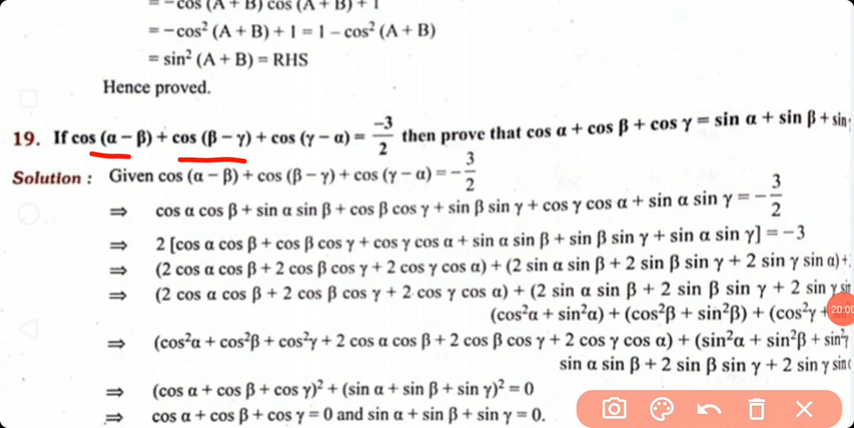 = −cos (A + B) cos (A + B) + 1
= −cos² (A + B) + 1 = 1 − cos² (A + B)
= sin² (A + B) = RHS
Hence proved.
19. If cos (α − β) + cos (β − γ) + cos (γ − α) = −3/2 then prove that cos α + cos β + cos γ = sin α + sin β + sin
Solution : Given cos (α − β) + cos (β − γ) + cos (γ − α) = −3/2
⇒ cos α cos β + sin α sin β + cos β cos γ + sin β sin γ + cos γ cos α + sin α sin γ = −3/2
⇒ 2 [cos α cos β + cos β cos γ + cos γ cos α + sin α sin β + sin β sin γ + sin α sin γ] = −3
⇒ (2 cos α cos β + 2 cos β cos γ + 2 cos γ cos α) + (2 sin α sin β + 2 sin β sin γ + 2 sin γ sin α) +
⇒ (2 cos α cos β + 2 cos β cos γ + 2 cos γ cos α) + (2 sin α sin β + 2 sin β sin γ + 2 sin γ
(cos²α + sin²α) + (cos²β + sin²β) + (cos²γ +
20:00
⇒ (cos²α + cos²β + cos²γ + 2 cos α cos β + 2 cos β cos γ + 2 cos γ cos α) + (sin²α + sin²β + sin²γ
sin α sin β + 2 sin β sin γ + 2 sin γ sin
⇒ (cos α + cos β + cos γ)² + (sin α + sin β + sin γ)² = 0
⇒ cos α + cos β + cos γ = 0 and sin α + sin β + sin γ = 0.